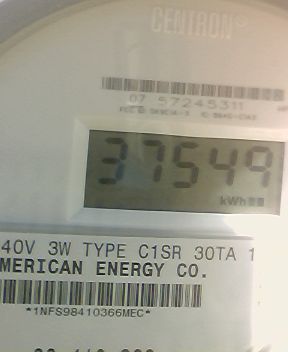 CENTRON®
07 57245311
37549
kWh
40V 3W TYPE C1SR 30TA 1
MERICAN ENERGY CO.
*1NFS98410366MEC*